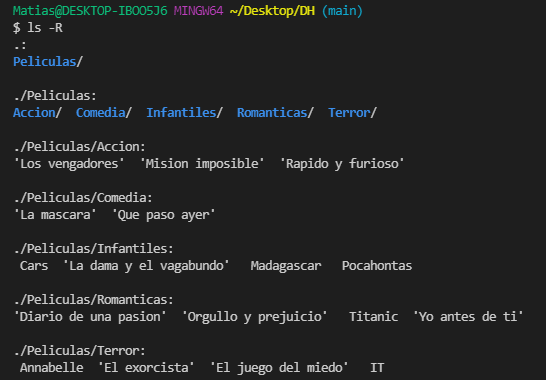 Matias@DESKTOP-IBOO5J6 MINGW64 ~/Desktop/DH (main)
$ ls -R
.:
Peliculas/

./Peliculas:
Accion/  Comedia/  Infantiles/  Romanticas/  Terror/

./Peliculas/Accion:
'Los vengadores'  'Mision imposible'  'Rapido y furioso'

./Peliculas/Comedia:
'La mascara'  'Que paso ayer'

./Peliculas/Infantiles:
 Cars  'La dama y el vagabundo'   Madagascar   Pocahontas

./Peliculas/Romanticas:
'Diario de una pasion'  'Orgullo y prejuicio'   Titanic  'Yo antes de ti'

./Peliculas/Terror:
 Annabelle  'El exorcista'  'El juego del miedo'   IT